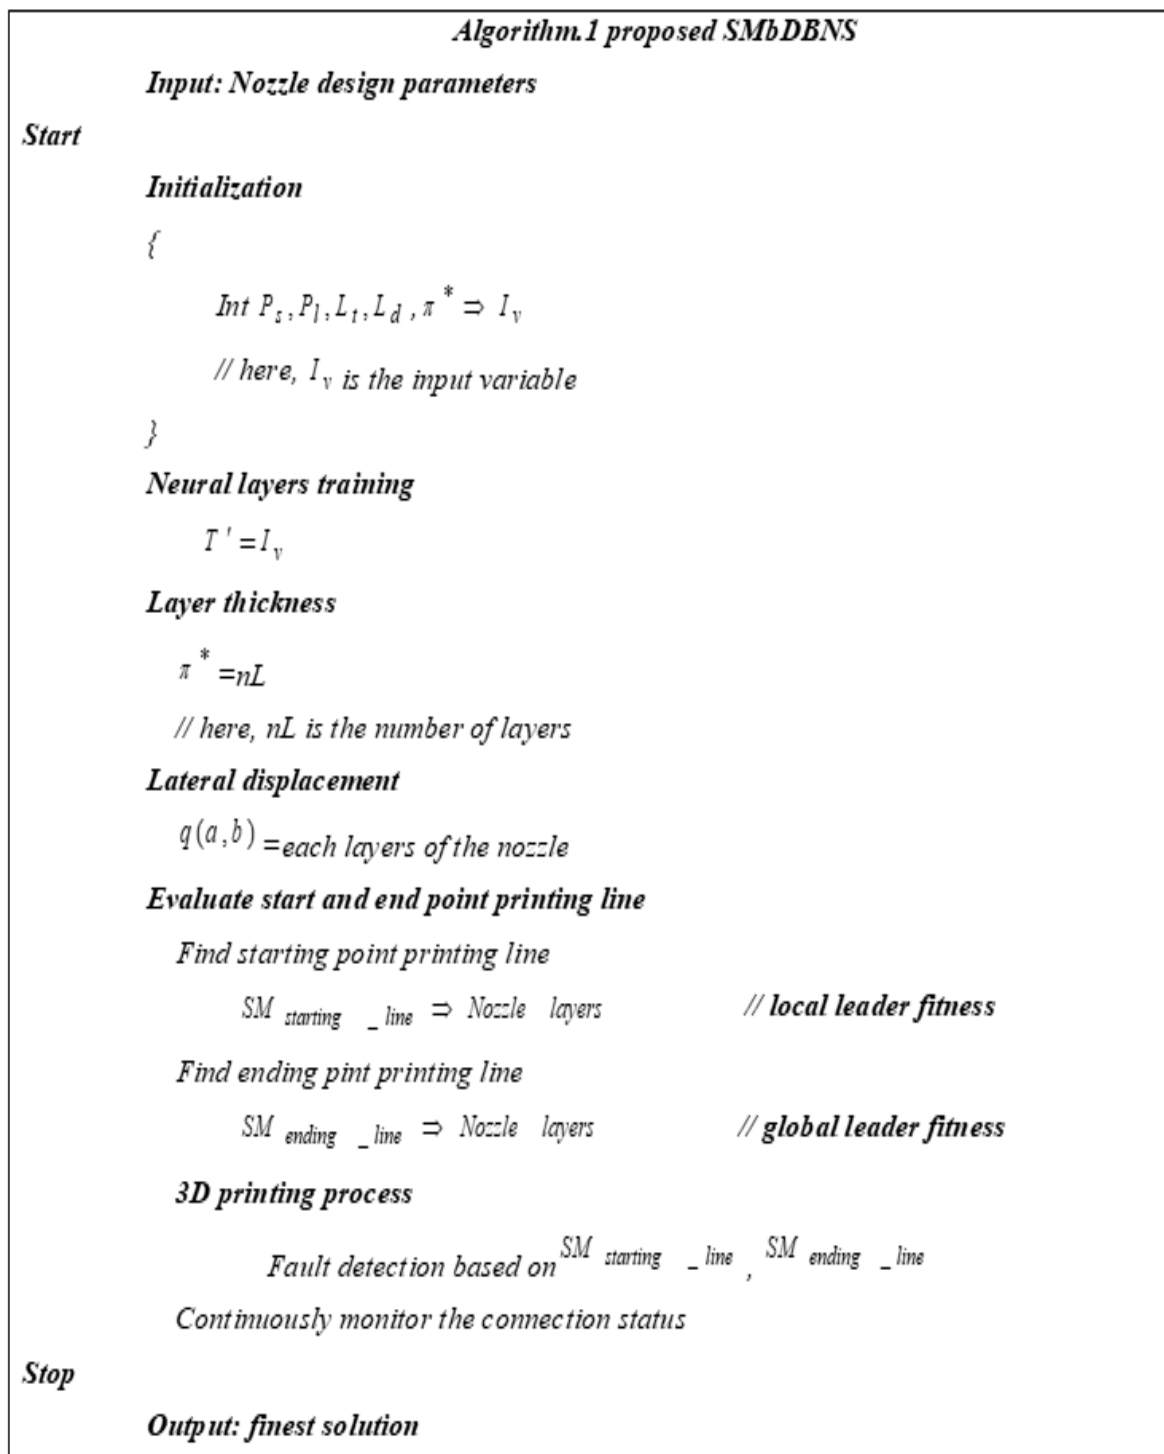 Algorithm.1 proposed SMbDBNS
Input: Nozzle design parameters
Start
Initialization
{
Int P_s, P_l, L_t, L_d, π* ⇒ I_v
// here, I_v is the input variable
}
Neural layers training
T ' = I_v
Layer thickness
π* =nL
// here, nL is the number of layers
Lateral displacement
q(a,b) =each layers of the nozzle
Evaluate start and end point printing line
Find starting point printing line
SM starting _ line ⇒ Nozzle layers // local leader fitness
Find ending pint printing line
SM ending _ line ⇒ Nozzle layers // global leader fitness
3D printing process
Fault detection based on SM starting _ line , SM ending _ line
Continuously monitor the connection status
Stop
Output: finest solution